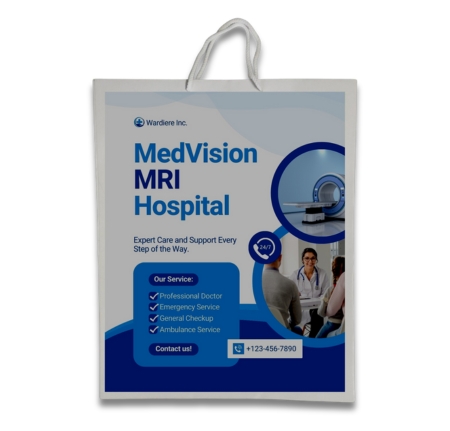 Wardiere Inc.
MedVision
MRI
Hospital
Expert Care and Support Every
Step of the Way.
24/7
Our Service:
Professional Doctor
Emergency Service
General Checkup
Ambulance Service
Contact us!
+123-456-7890